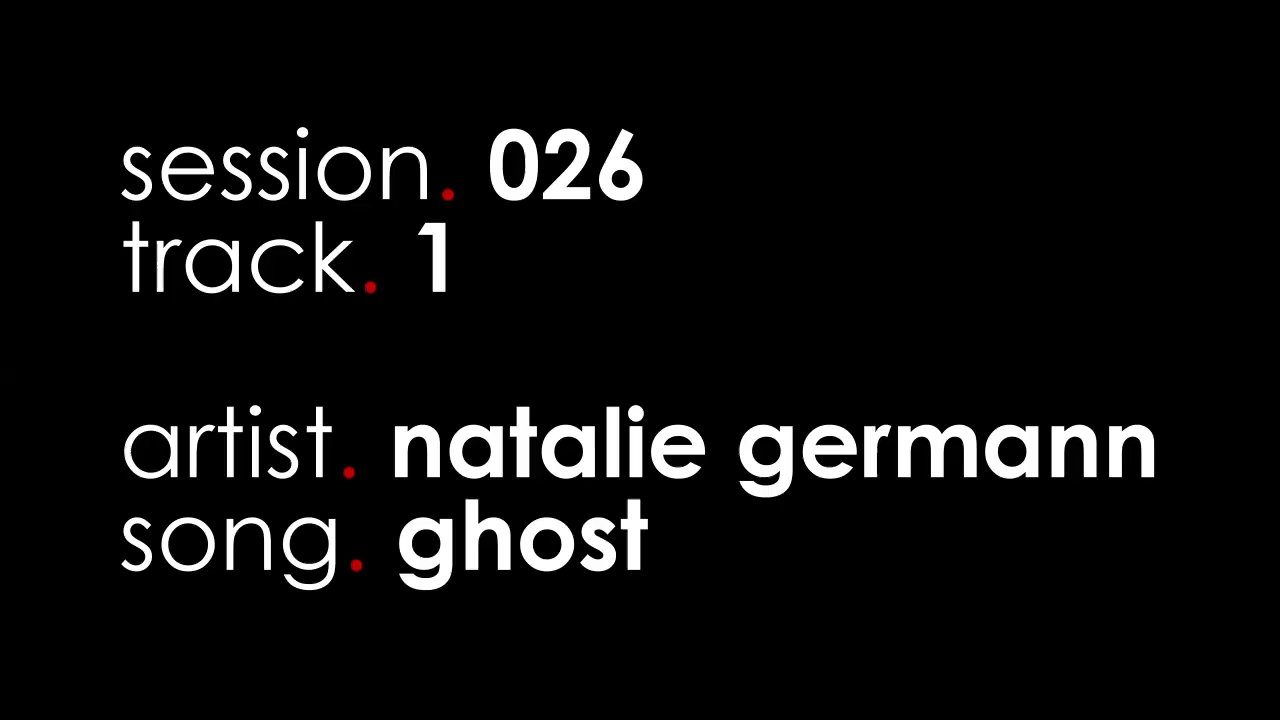 session. 026
track. 1
artist. natalie germann
song. ghost